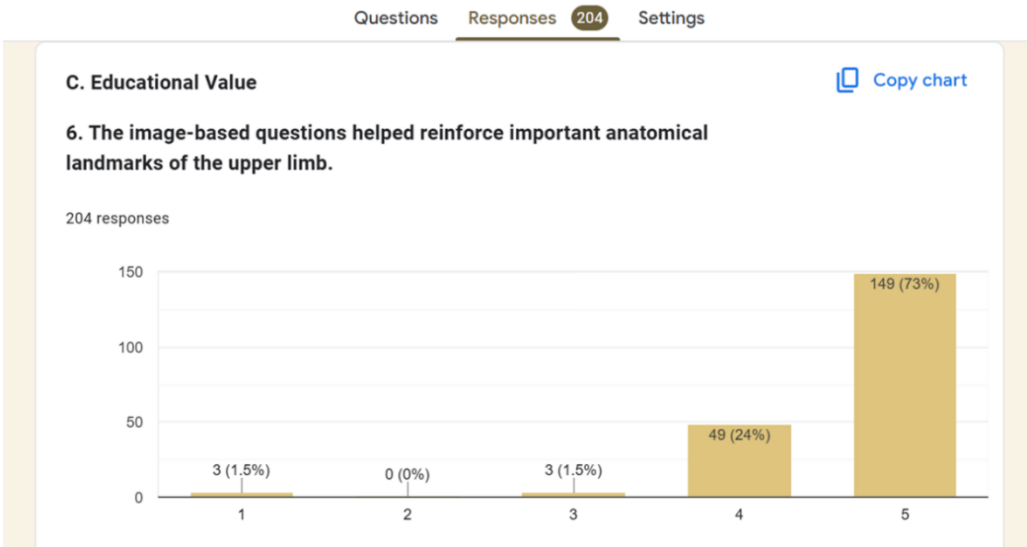 Questions Responses 204 Settings
C. Educational Value
Copy chart
6. The image-based questions helped reinforce important anatomical
landmarks of the upper limb.
204 responses
150
100
50
0
3 (1.5%)
0 (0%)
3 (1.5%)
49 (24%)
149 (73%)
1 2 3 4 5